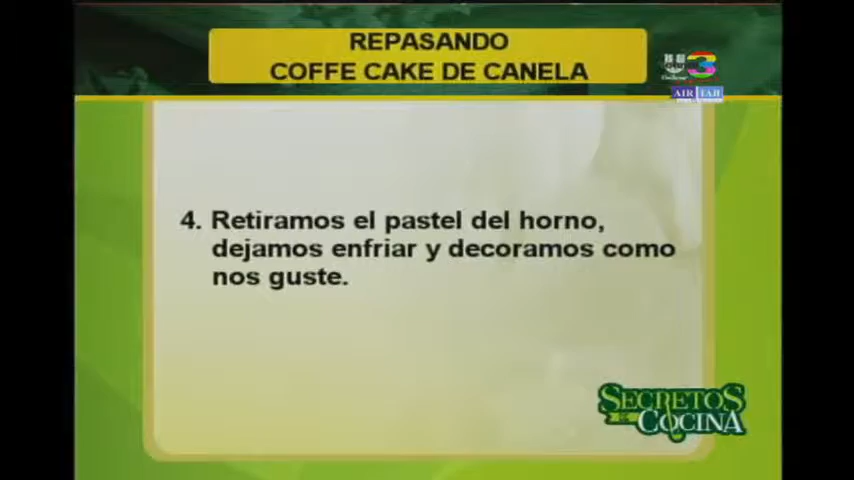 REPASANDO
COFFE CAKE DE CANELA
3
4. Retiramos el pastel del horno,
dejamos enfriar y decoramos como
nos guste.
SECRETOS
DE
COCINA